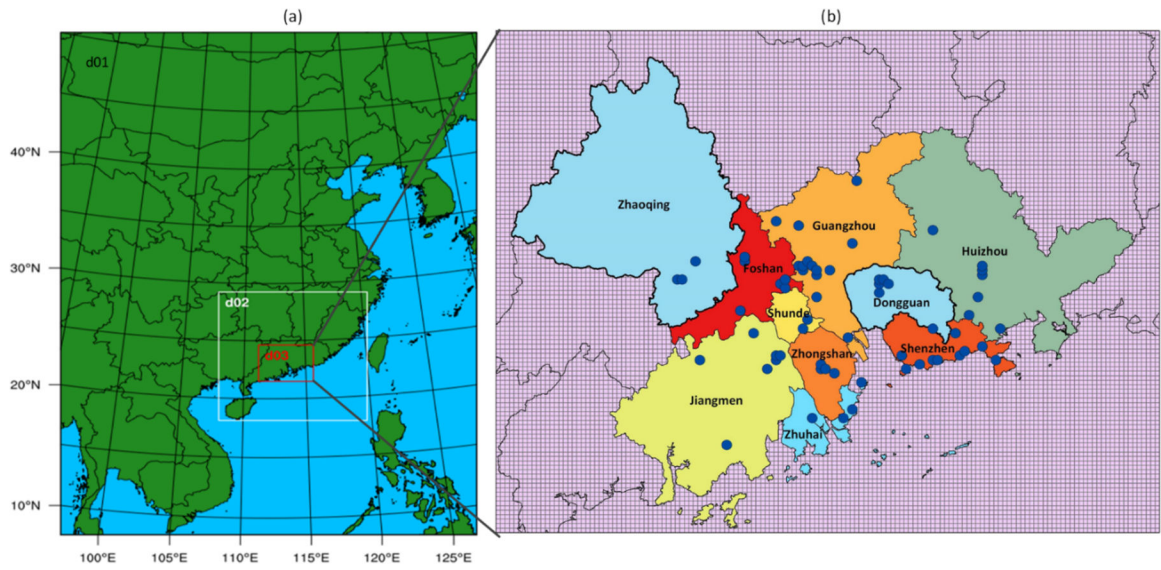 (a)
(b)
d01
40°N
30°N
20°N
10°N
d02
d03
100°E 105°E 110°E 115°E 120°E 125°E
Zhaoqing
Guangzhou
Huizhou
Foshan
Dongguan
Shunde
Shenzhen
Zhongshan
Jiangmen
Zhuhai